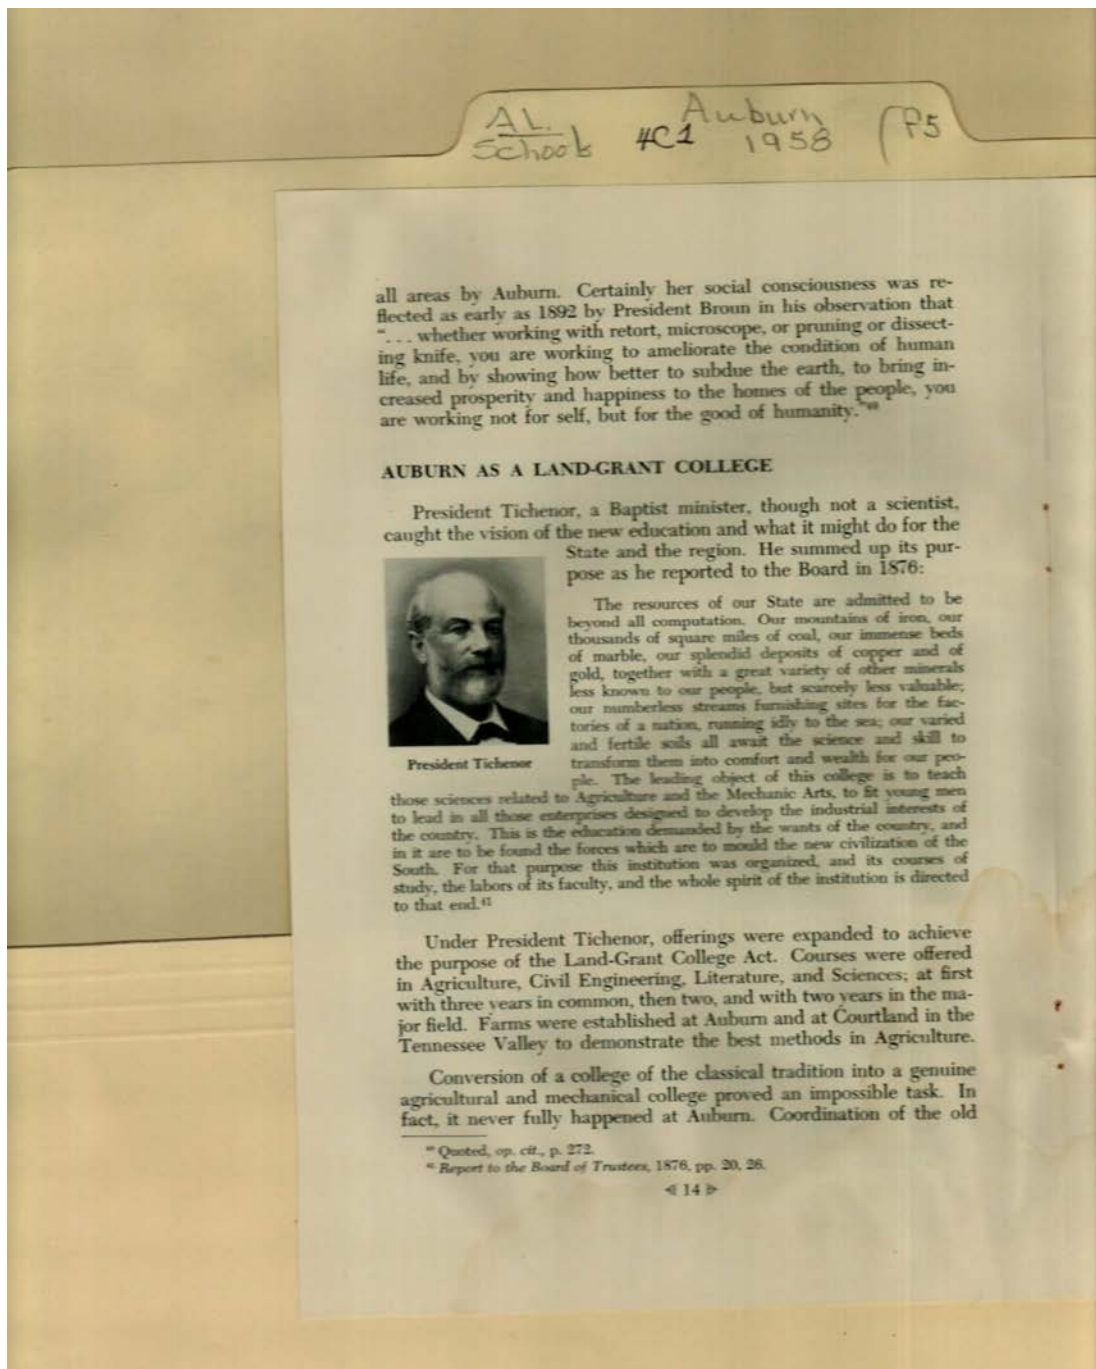 AL. Auburn
Schools 4C1 1958 (P5
all areas by Auburn. Certainly her social consciousness was re-
flected as early as 1892 by President Broun in his observation that
“. . . whether working with retort, microscope, or pruning or dissect-
ing knife, you are working to ameliorate the condition of human
life, and by showing how better to subdue the earth, to bring in-
creased prosperity and happiness to the homes of the people, you
are working not for self, but for the good of humanity.”⁴⁰
AUBURN AS A LAND-GRANT COLLEGE
President Tichenor, a Baptist minister, though not a scientist,
caught the vision of the new education and what it might do for the
State and the region. He summed up its pur-
pose as he reported to the Board in 1876:
The resources of our State are admitted to be
beyond all computation. Our mountains of iron, our
thousands of square miles of coal, our immense beds
of marble, our splendid deposits of copper and of
gold, together with a great variety of other minerals
less known to our people, but scarcely less valuable;
our numberless streams furnishing sites for the fac-
tories of a nation, running idly to the sea; our varied
and fertile soils all await the science and skill to
transform them into comfort and wealth for our peo-
ple. The leading object of this college is to teach
President Tichenor
those sciences related to Agriculture and the Mechanic Arts, to fit young men
to lead in all those enterprises designed to develop the industrial interests of
the country. This is the education demanded by the wants of the country, and
in it are to be found the forces which are to mould the new civilization of the
South. For that purpose this institution was organized, and its courses of
study, the labors of its faculty, and the whole spirit of the institution is directed
to that end.⁴¹
Under President Tichenor, offerings were expanded to achieve
the purpose of the Land-Grant College Act. Courses were offered
in Agriculture, Civil Engineering, Literature, and Sciences; at first
with three years in common, then two, and with two years in the ma-
jor field. Farms were established at Auburn and at Courtland in the
Tennessee Valley to demonstrate the best methods in Agriculture.
Conversion of a college of the classical tradition into a genuine
agricultural and mechanical college proved an impossible task. In
fact, it never fully happened at Auburn. Coordination of the old
⁴⁰ Quoted, op. cit., p. 272.
⁴¹ Report to the Board of Trustees, 1876, pp. 20, 26.
14